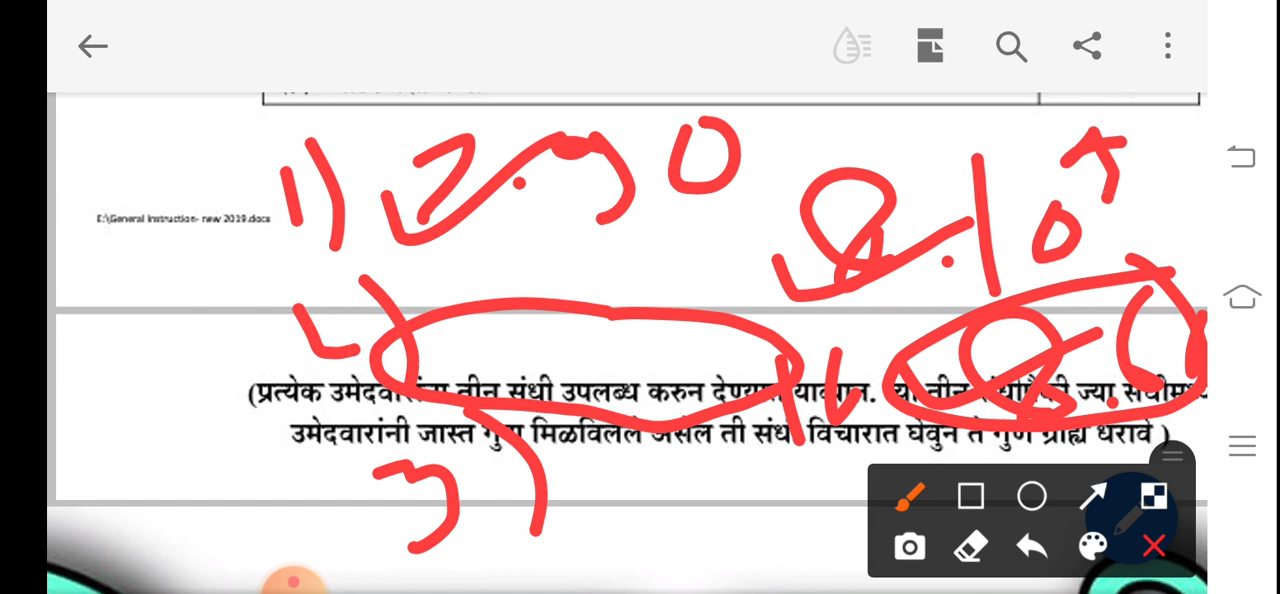 1) 2.50 8.10
E:\General Instruction- new 2019.docx
2)
(प्रत्येक उमेदवारांना तीन संधी उपलब्ध करुन देण्यात याव्यात. त्या तीन संधीपैकी ज्या संधीमध्ये
उमेदवारांनी जास्त गुण मिळविलेले असेल ती संधी विचारात घेवुन ते गुण ग्राह्य धरावे)
3)